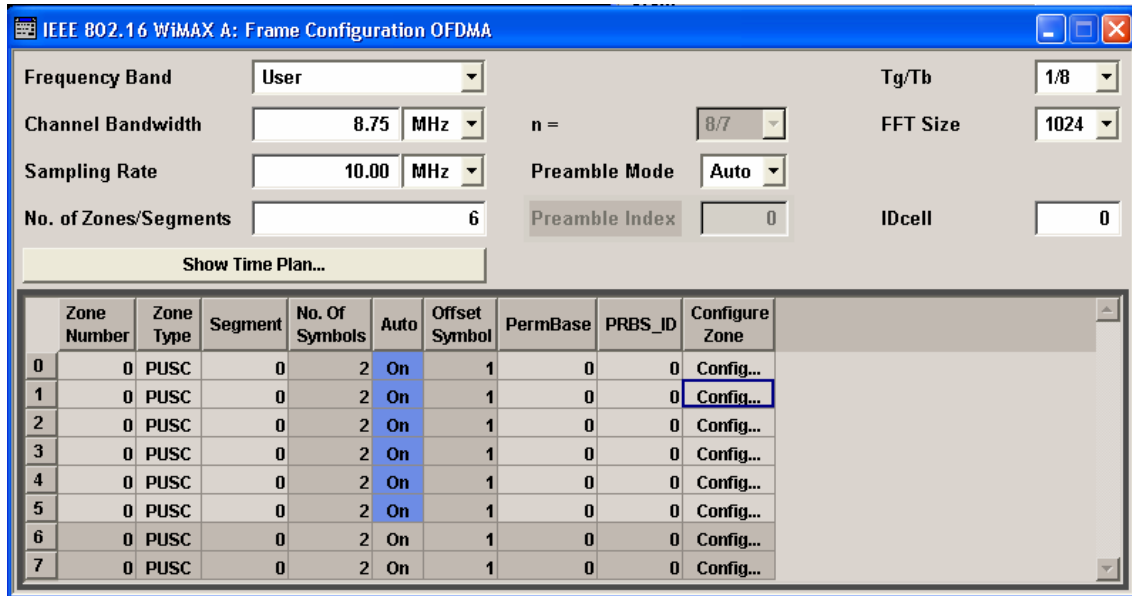 IEEE 802.16 WiMAX A: Frame Configuration OFDMA
Frequency Band User Tg/Tb 1/8
Channel Bandwidth 8.75 MHz n = 8/7 FFT Size 1024
Sampling Rate 10.00 MHz Preamble Mode Auto
No. of Zones/Segments 6 Preamble Index 0 IDcell 0
Show Time Plan...
Zone Number Zone Type Segment No. Of Symbols Auto Offset Symbol PermBase PRBS_ID Configure Zone
0 0 PUSC 0 2 On 1 0 0 Config...
1 0 PUSC 0 2 On 1 0 0 Config...
2 0 PUSC 0 2 On 1 0 0 Config...
3 0 PUSC 0 2 On 1 0 0 Config...
4 0 PUSC 0 2 On 1 0 0 Config...
5 0 PUSC 0 2 On 1 0 0 Config...
6 0 PUSC 0 2 On 1 0 0 Config...
7 0 PUSC 0 2 On 1 0 0 Config...